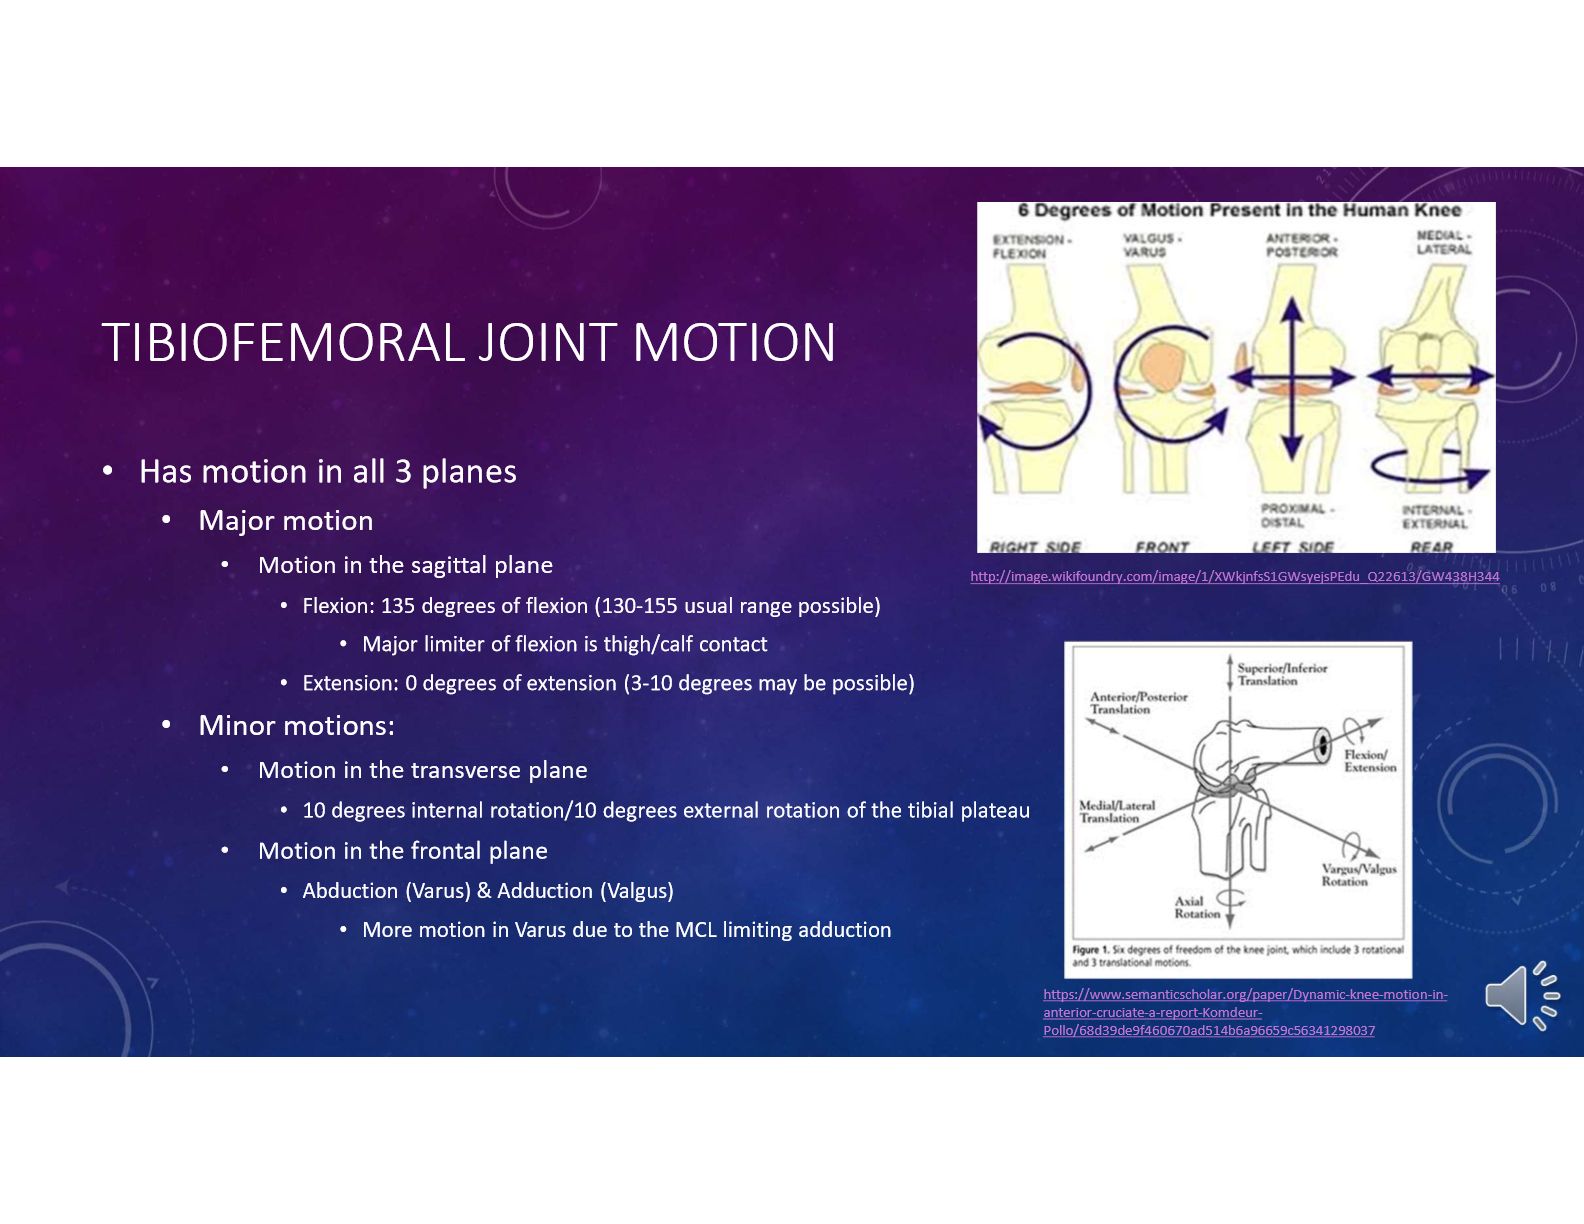 TIBIOFEMORAL JOINT MOTION
• Has motion in all 3 planes
• Major motion
• Motion in the sagittal plane
• Flexion: 135 degrees of flexion (130-155 usual range possible)
• Major limiter of flexion is thigh/calf contact
• Extension: 0 degrees of extension (3-10 degrees may be possible)
• Minor motions:
• Motion in the transverse plane
• 10 degrees internal rotation/10 degrees external rotation of the tibial plateau
• Motion in the frontal plane
• Abduction (Varus) & Adduction (Valgus)
• More motion in Varus due to the MCL limiting adduction
6 Degrees of Motion Present in the Human Knee
EXTENSION -
FLEXION
VALGUS -
VARUS
ANTERIOR -
POSTERIOR
MEDIAL -
LATERAL
PROXIMAL -
DISTAL
INTERNAL -
EXTERNAL
RIGHT SIDE
FRONT
LEFT SIDE
REAR
http://image.wikifoundry.com/image/1/XWkjnfsS1GWsyejsPEdu_Q22613/GW438H344
Superior/Inferior
Translation
Anterior/Posterior
Translation
Flexion/
Extension
Medial/Lateral
Translation
Vargus/Valgus
Rotation
Axial
Rotation
Figure 1. Six degrees of freedom of the knee joint, which include 3 rotational
and 3 translational motions.
https://www.semanticscholar.org/paper/Dynamic-knee-motion-in-
anterior-cruciate-a-report-Komdeur-
Pollo/68d39de9f460670ad514b6a96659c56341298037